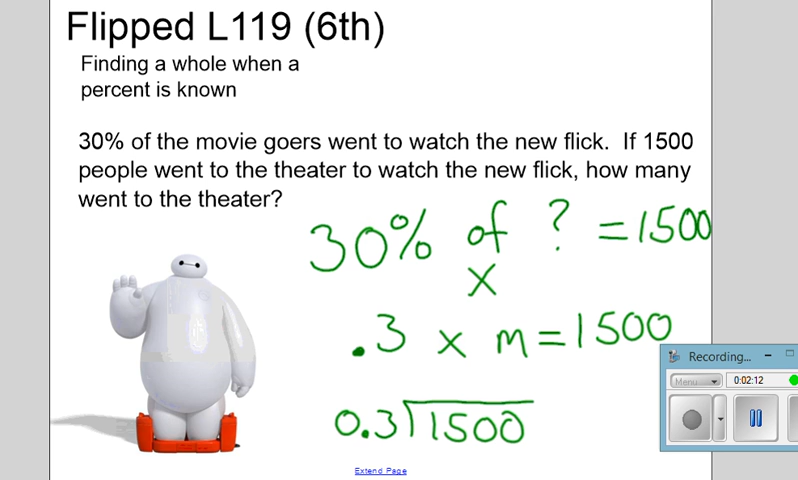 Flipped L119 (6th)
Finding a whole when a
percent is known
30% of the movie goers went to watch the new flick. If 1500
people went to the theater to watch the new flick, how many
went to the theater?
30% of ? = 1500
x
.3 x m = 1500
Recording...
Menu
0:02:12
0.3 1500
Extend Page